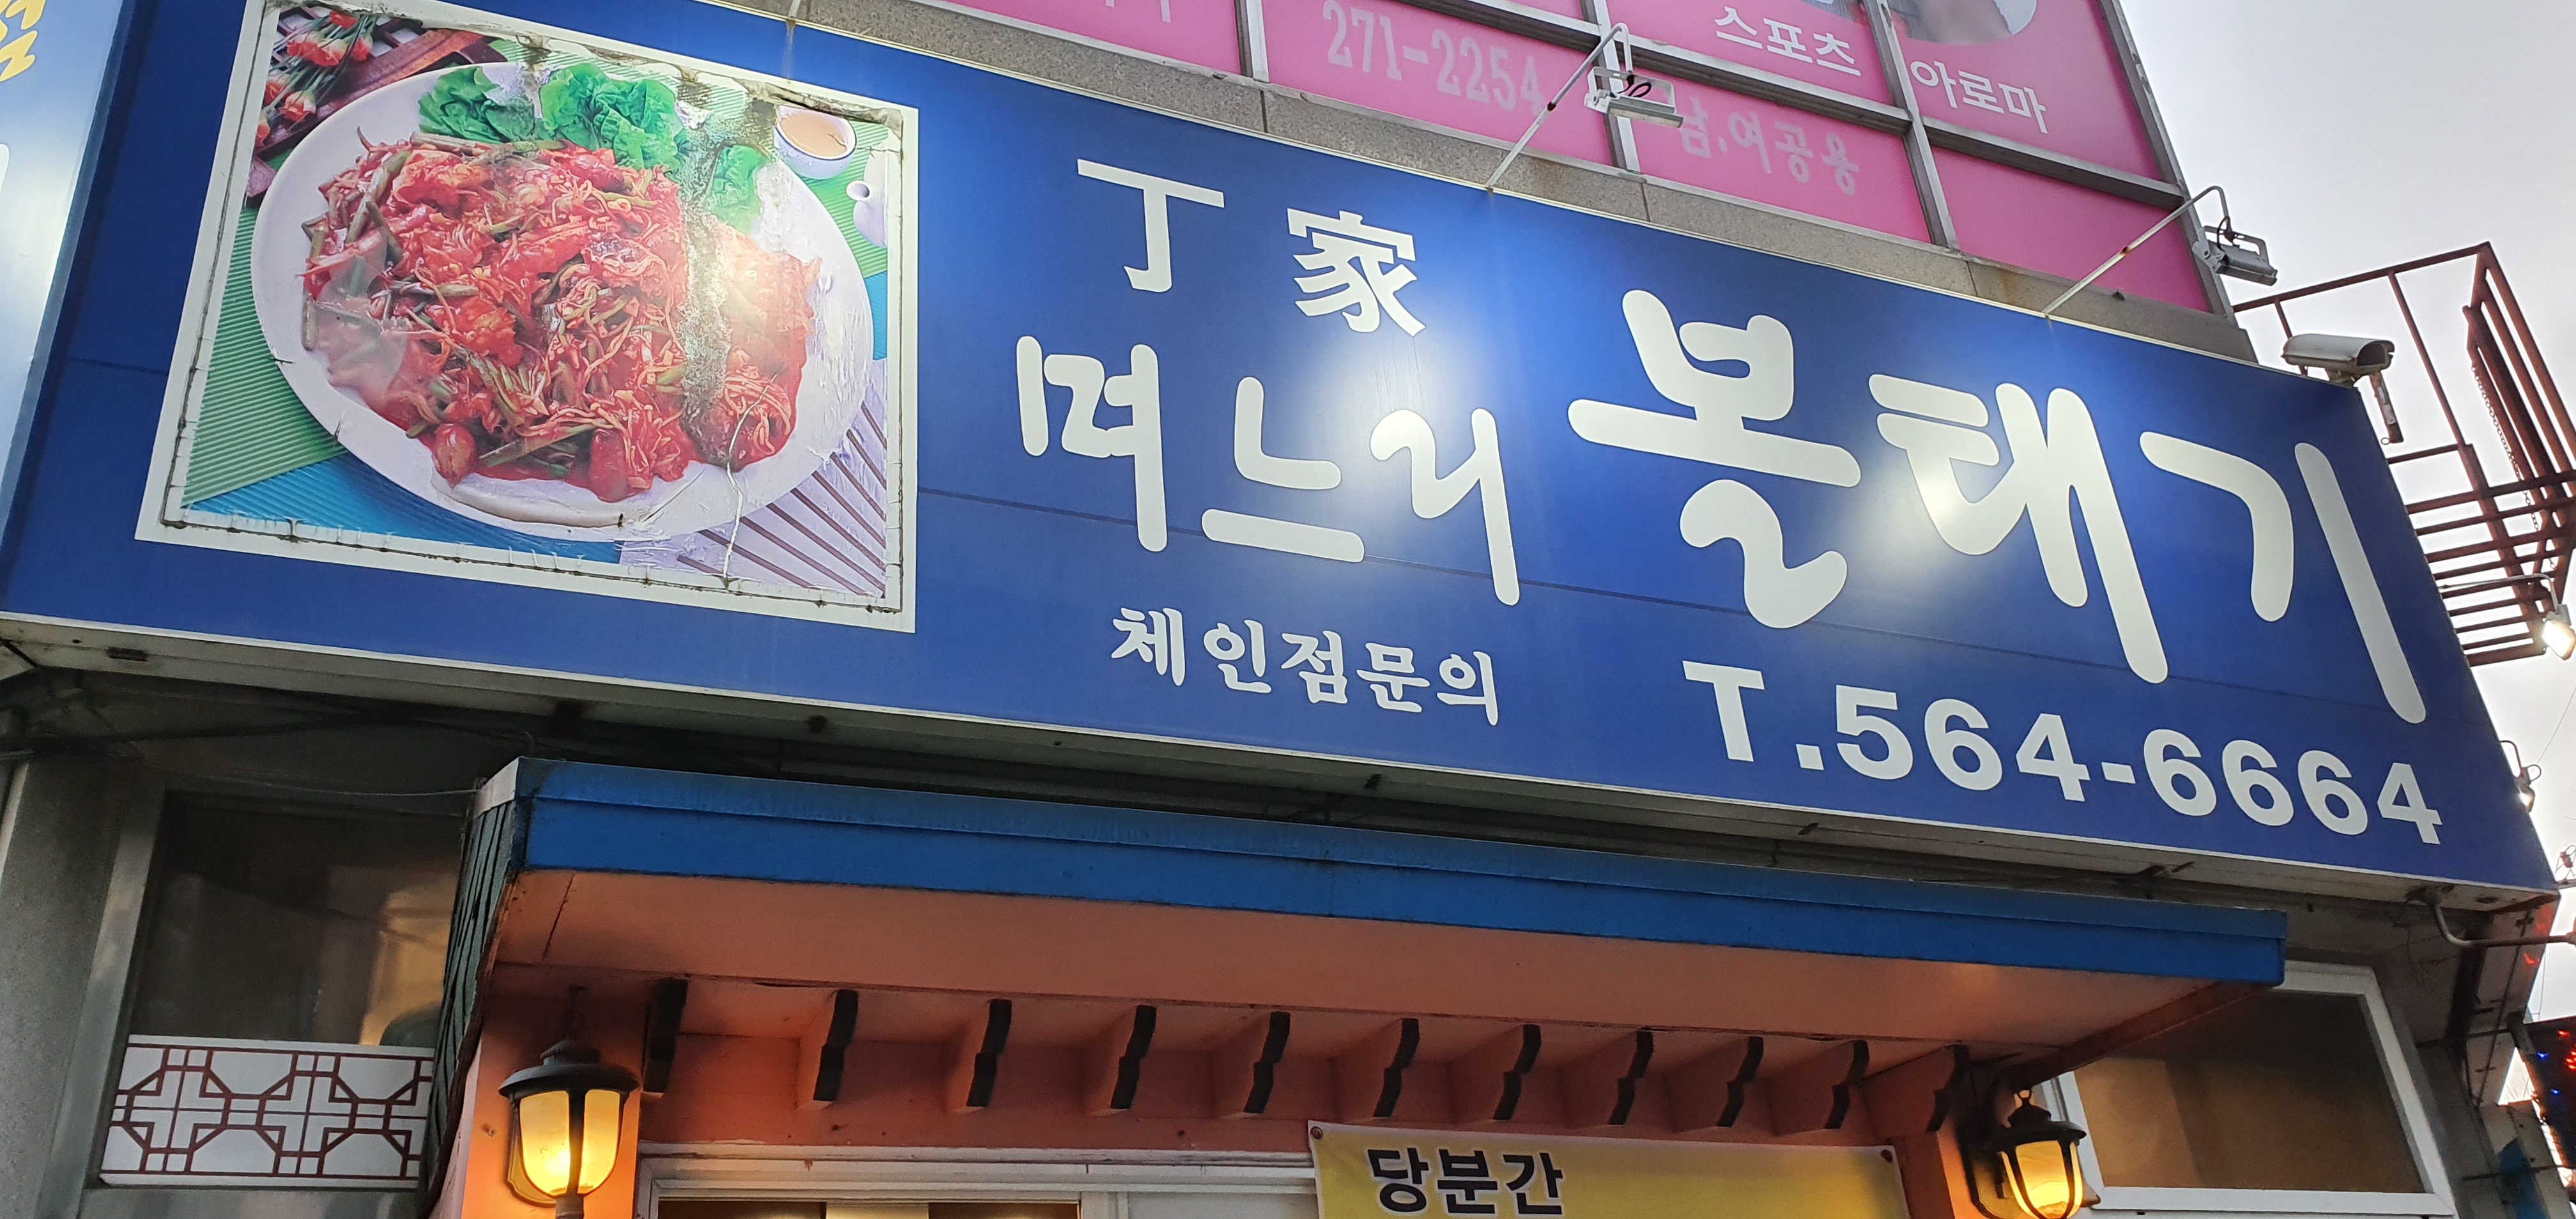 271-2254
스포츠
아로마
남.여공용
丁家
며느리 볼태기
체인점문의
T.564-6664
당분간